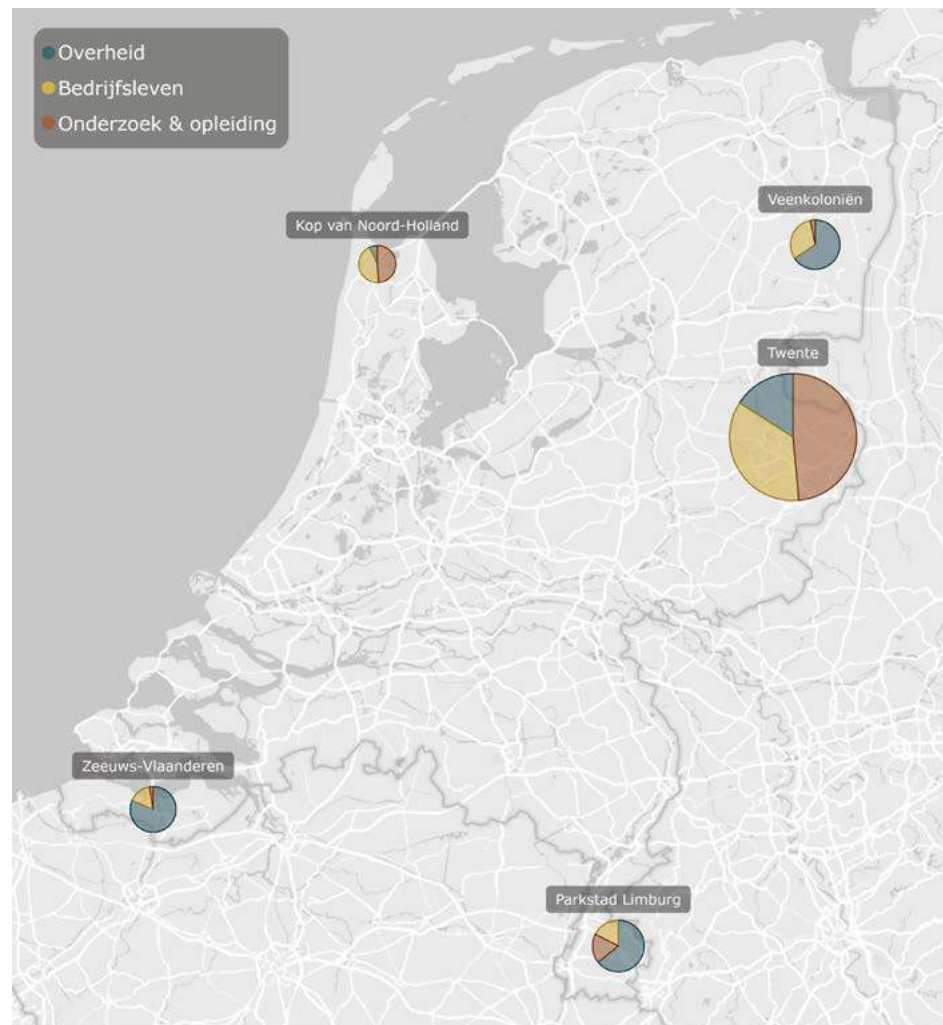 Overheid
Bedrijfsleven
Onderzoek & opleiding
Veenkoloniën
Kop van Noord-Holland
Twente
Zeeuws-Vlaanderen
Parkstad Limburg